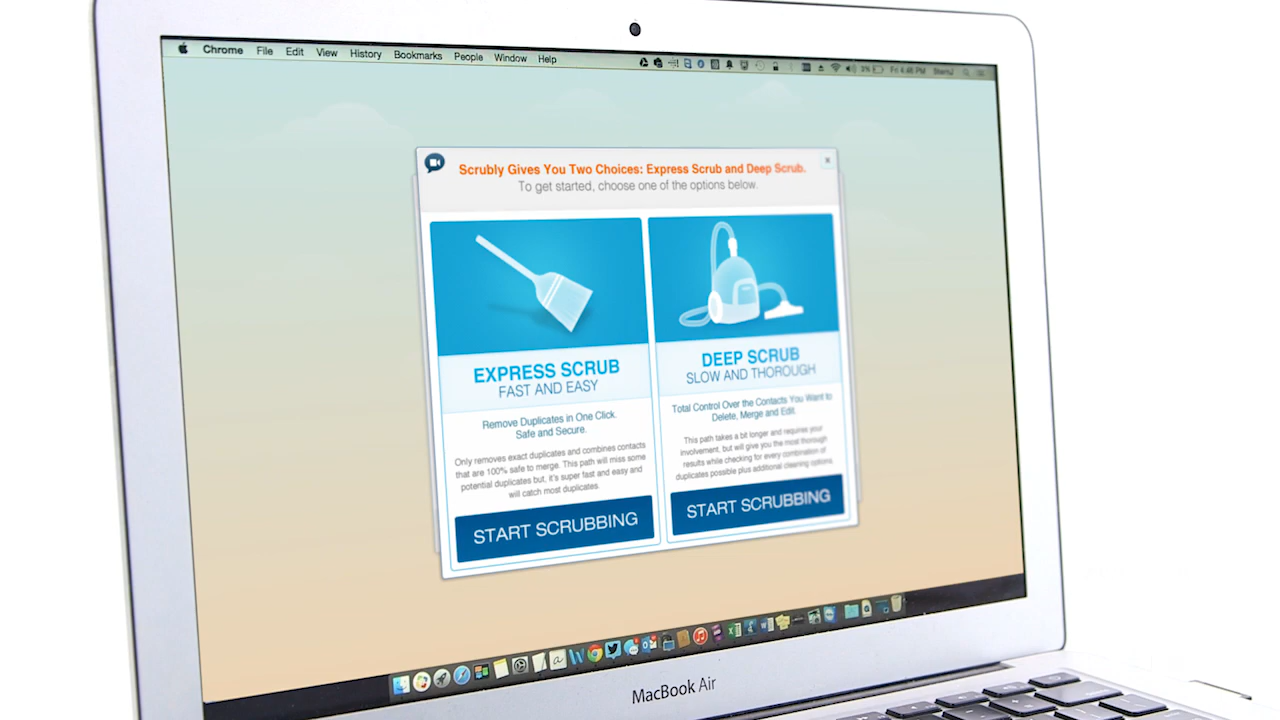 Chrome File Edit View History Bookmarks People Window Help
Fri 4:46 PM
Scrubly Gives You Two Choices: Express Scrub and Deep Scrub.
To get started, choose one of the options below.
EXPRESS SCRUB
FAST AND EASY
Remove Duplicates in One Click.
Safe and Secure.
Only removes exact duplicates and combines contacts
that are 100% safe to merge. This path will miss some
potential duplicates but, it's super fast and easy and
will catch most duplicates.
START SCRUBBING
DEEP SCRUB
SLOW AND THOROUGH
Total Control Over the Contacts You Want to
Delete, Merge and Edit.
This path takes a bit longer and requires your
involvement, but will give you the most thorough
results while checking for every combination of
duplicates possible plus additional cleaning options.
START SCRUBBING
MacBook Air